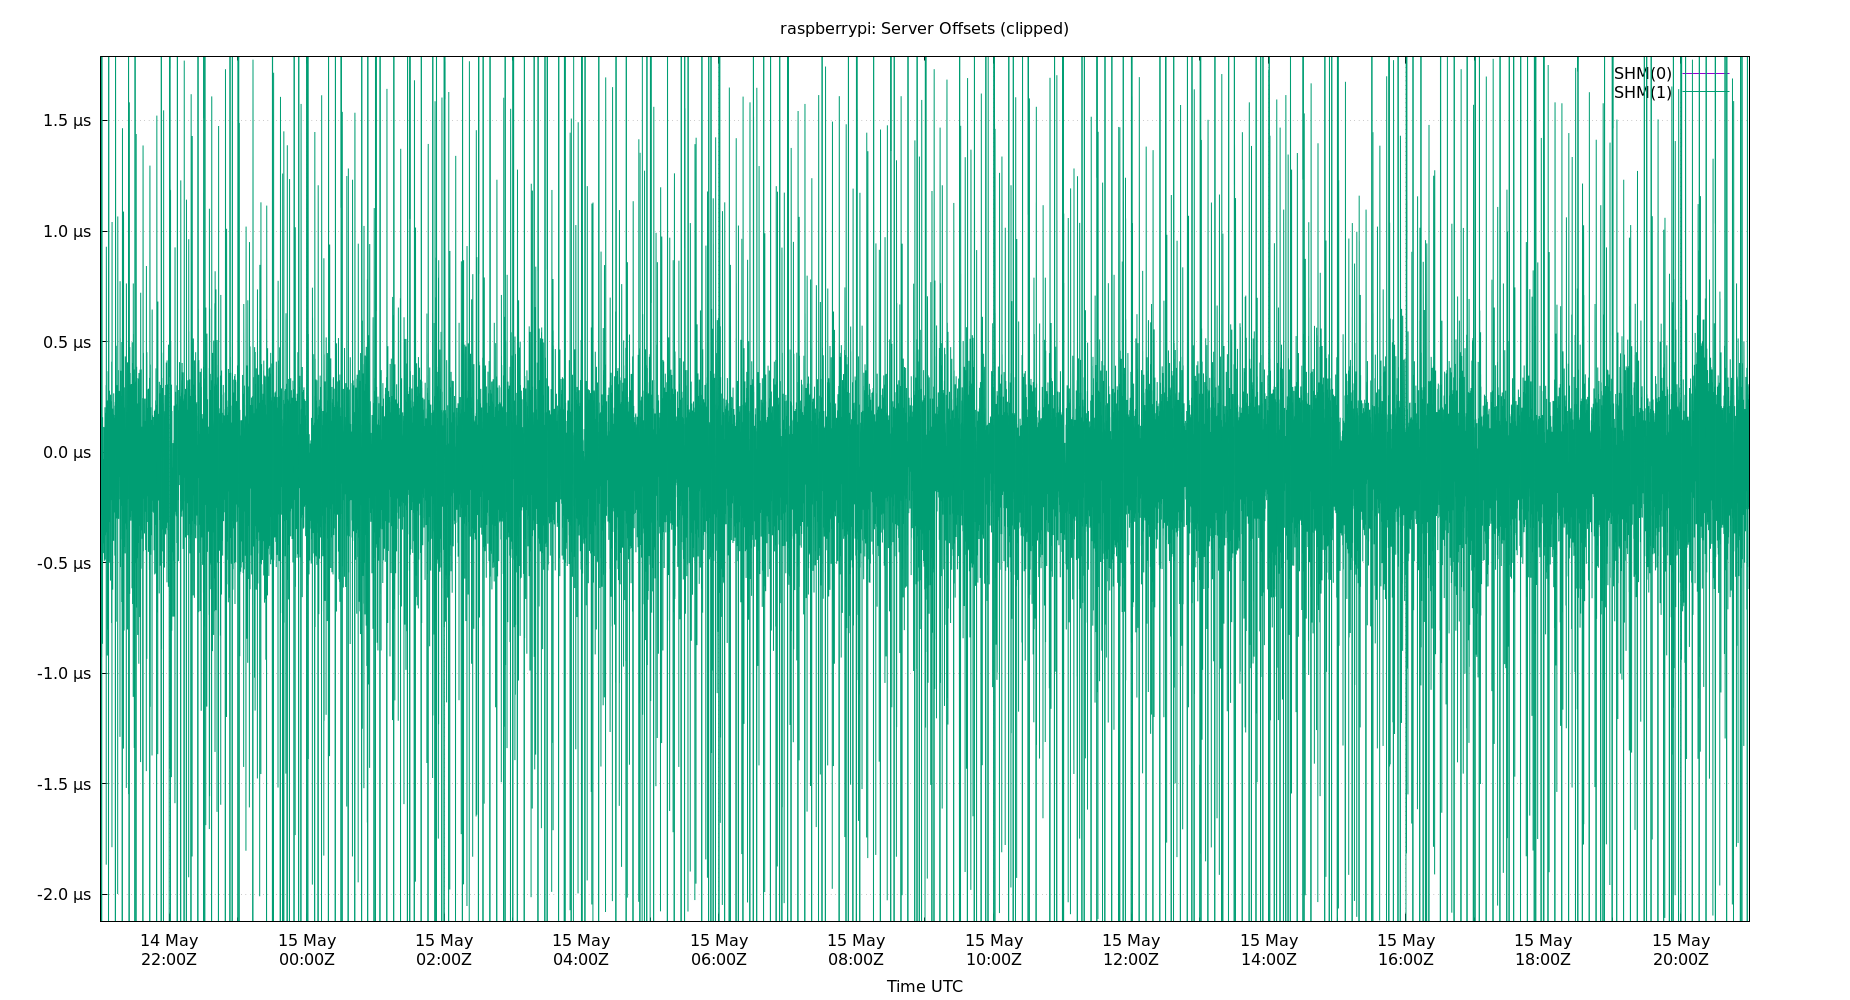 raspberrypi: Server Offsets (clipped)
SHM(0)
SHM(1)
1.5 µs
1.0 µs
0.5 µs
0.0 µs
-0.5 µs
-1.0 µs
-1.5 µs
-2.0 µs
14 May 15 May 15 May 15 May 15 May 15 May 15 May 15 May 15 May 15 May 15 May 15 May
22:00Z 00:00Z 02:00Z 04:00Z 06:00Z 08:00Z 10:00Z 12:00Z 14:00Z 16:00Z 18:00Z 20:00Z
Time UTC